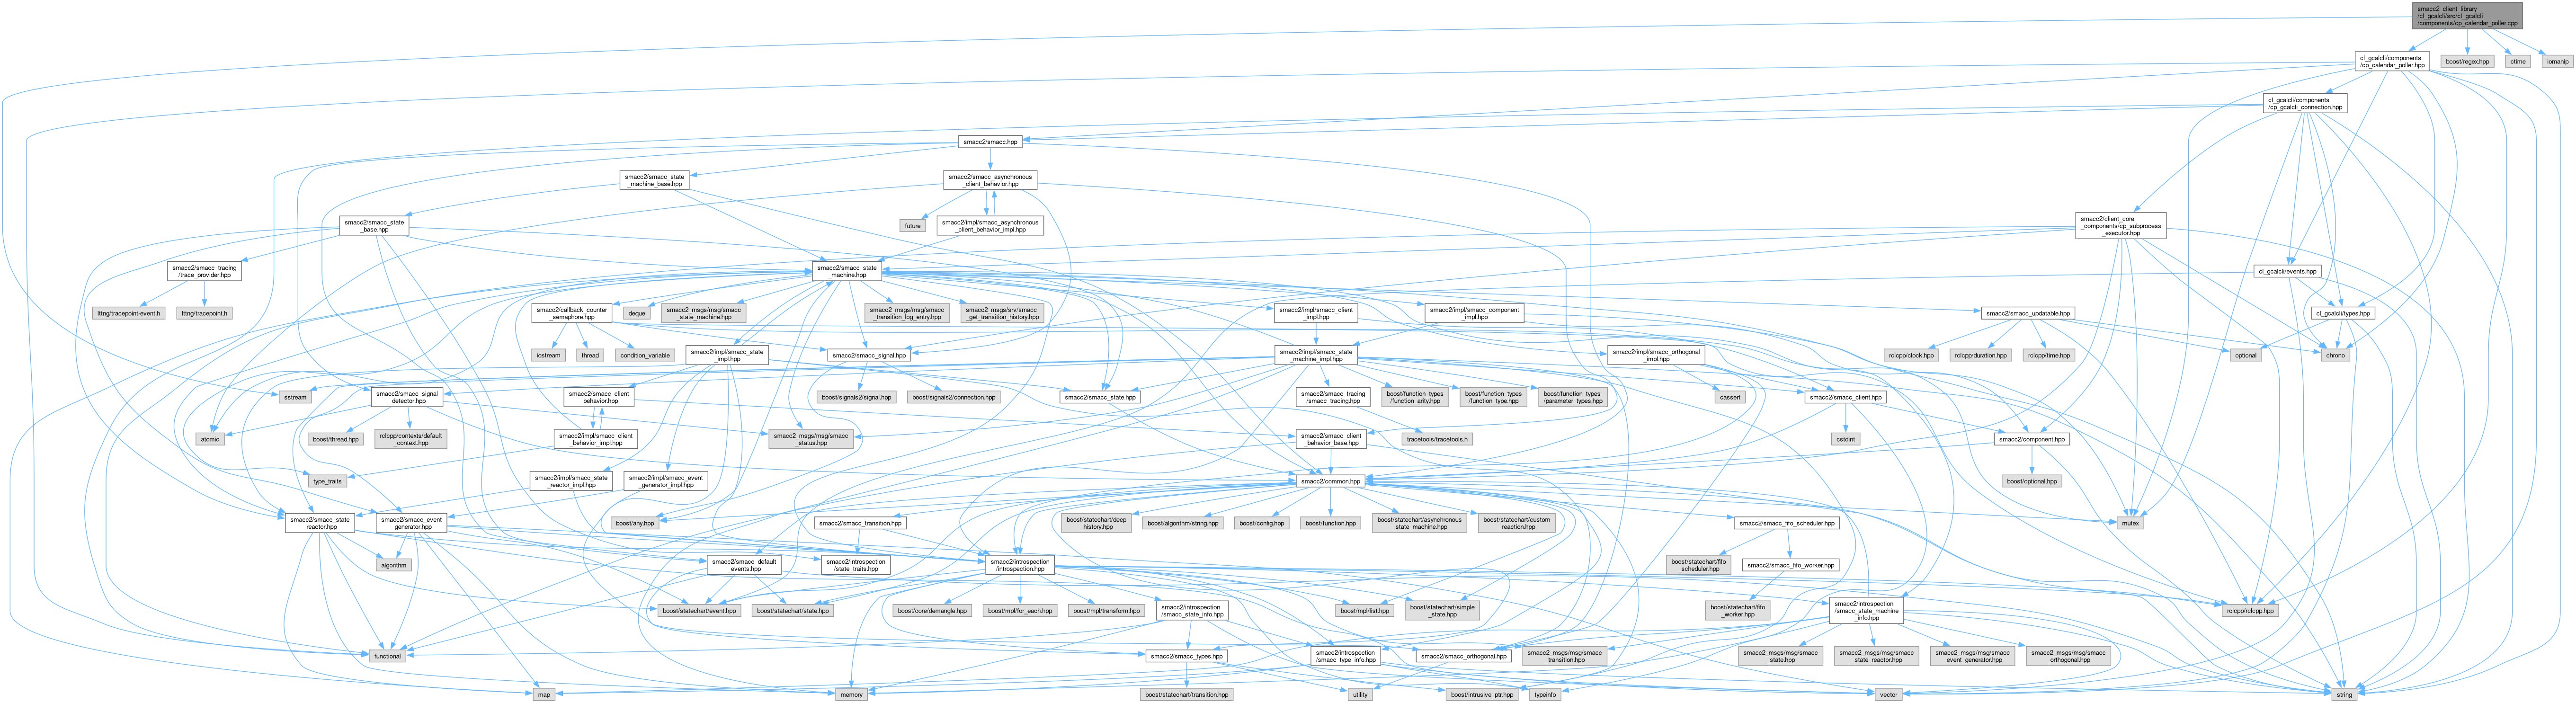 smacc2_client_library
/cl_gcalcli/src/cl_gcalcli
/components/cp_calendar_poller.cpp
cl_gcalcli/components
/cp_calendar_poller.hpp
boost/regex.hpp
ctime
iomanip
cl_gcalcli/components
/cp_gcalcli_connection.hpp
smacc2/smacc.hpp
smacc2/smacc_state
_machine_base.hpp
smacc2/smacc_asynchronous
_client_behavior.hpp
smacc2/smacc_state
_base.hpp
future
smacc2/impl/smacc_asynchronous
_client_behavior_impl.hpp
smacc2/client_core
_components/cp_subprocess
_executor.hpp
smacc2/smacc_tracing
/trace_provider.hpp
smacc2/smacc_state
_machine.hpp
cl_gcalcli/events.hpp
lttng/tracepoint-event.h
lttng/tracepoint.h
smacc2/callback_counter
_semaphore.hpp
deque
smacc2_msgs/msg/smacc
_state_machine.hpp
smacc2_msgs/msg/smacc
_transition_log_entry.hpp
smacc2_msgs/srv/smacc
_get_transition_history.hpp
smacc2/impl/smacc_client
_impl.hpp
smacc2/impl/smacc_component
_impl.hpp
smacc2/smacc_updatable.hpp
cl_gcalcli/types.hpp
iostream
thread
condition_variable
smacc2/impl/smacc_state
_impl.hpp
smacc2/smacc_signal.hpp
smacc2/impl/smacc_state
_machine_impl.hpp
smacc2/impl/smacc_orthogonal
_impl.hpp
rclcpp/clock.hpp
rclcpp/duration.hpp
rclcpp/time.hpp
optional
chrono
sstream
smacc2/smacc_signal
_detector.hpp
smacc2/smacc_client
_behavior.hpp
boost/signals2/signal.hpp
boost/signals2/connection.hpp
smacc2/smacc_state.hpp
smacc2/smacc_tracing
/smacc_tracing.hpp
boost/function_types
/function_arity.hpp
boost/function_types
/function_type.hpp
boost/function_types
/parameter_types.hpp
cassert
smacc2/smacc_client.hpp
atomic
boost/thread.hpp
rclcpp/contexts/default
_context.hpp
smacc2/impl/smacc_client
_behavior_impl.hpp
smacc2_msgs/msg/smacc
_status.hpp
smacc2/smacc_client
_behavior_base.hpp
tracetools/tracetools.h
cstdint
smacc2/component.hpp
type_traits
smacc2/impl/smacc_state
_reactor_impl.hpp
smacc2/impl/smacc_event
_generator_impl.hpp
smacc2/common.hpp
boost/optional.hpp
smacc2/smacc_state
_reactor.hpp
smacc2/smacc_event
_generator.hpp
boost/any.hpp
smacc2/smacc_transition.hpp
boost/statechart/deep
_history.hpp
boost/algorithm/string.hpp
boost/config.hpp
boost/function.hpp
boost/statechart/asynchronous
_state_machine.hpp
boost/statechart/custom
_reaction.hpp
smacc2/smacc_fifo_scheduler.hpp
mutex
algorithm
smacc2/smacc_default
_events.hpp
smacc2/introspection
/state_traits.hpp
smacc2/introspection
/introspection.hpp
boost/statechart/fifo
_scheduler.hpp
smacc2/smacc_fifo_worker.hpp
boost/statechart/event.hpp
boost/statechart/state.hpp
boost/core/demangle.hpp
boost/mpl/for_each.hpp
boost/mpl/transform.hpp
smacc2/introspection
/smacc_state_info.hpp
boost/mpl/list.hpp
boost/statechart/simple
_state.hpp
boost/statechart/fifo
_worker.hpp
smacc2/introspection
/smacc_state_machine
_info.hpp
rclcpp/rclcpp.hpp
functional
smacc2/smacc_types.hpp
smacc2/introspection
/smacc_type_info.hpp
smacc2/smacc_orthogonal.hpp
smacc2_msgs/msg/smacc
_transition.hpp
smacc2_msgs/msg/smacc
_state.hpp
smacc2_msgs/msg/smacc
_state_reactor.hpp
smacc2_msgs/msg/smacc
_event_generator.hpp
smacc2_msgs/msg/smacc
_orthogonal.hpp
map
memory
boost/statechart/transition.hpp
utility
boost/intrusive_ptr.hpp
typeinfo
vector
string